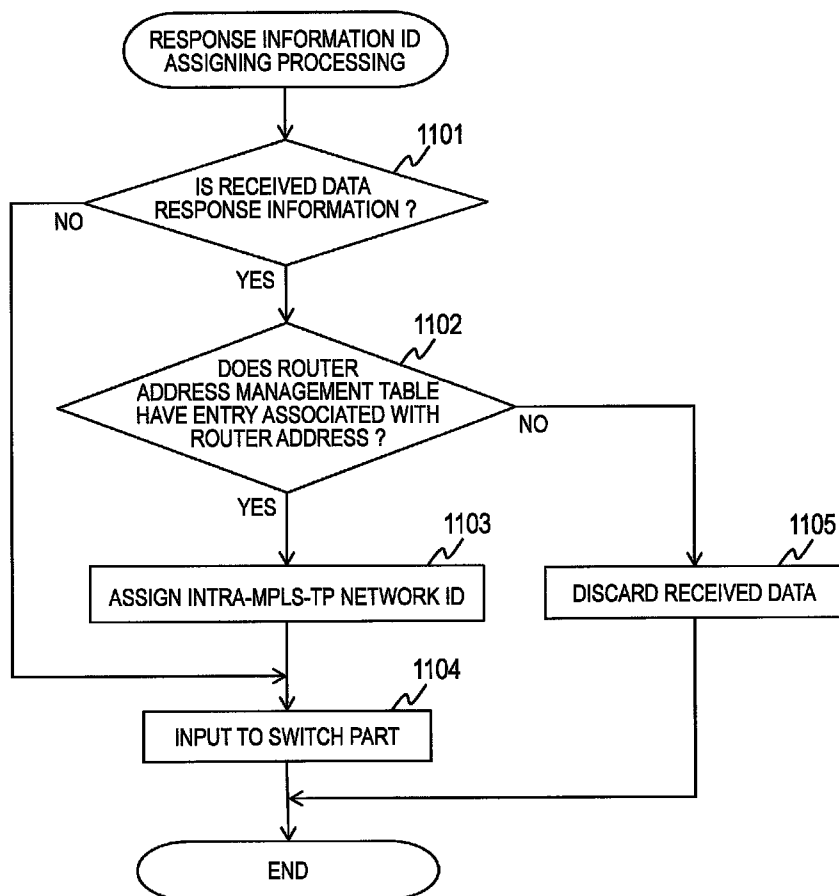 RESPONSE INFORMATION ID
ASSIGNING PROCESSING
1101
IS RECEIVED DATA
RESPONSE INFORMATION ?
NO
YES
1102
DOES ROUTER
ADDRESS MANAGEMENT TABLE
HAVE ENTRY ASSOCIATED WITH
ROUTER ADDRESS ?
NO
YES
1103
ASSIGN INTRA-MPLS-TP NETWORK ID
1105
DISCARD RECEIVED DATA
1104
INPUT TO SWITCH PART
END